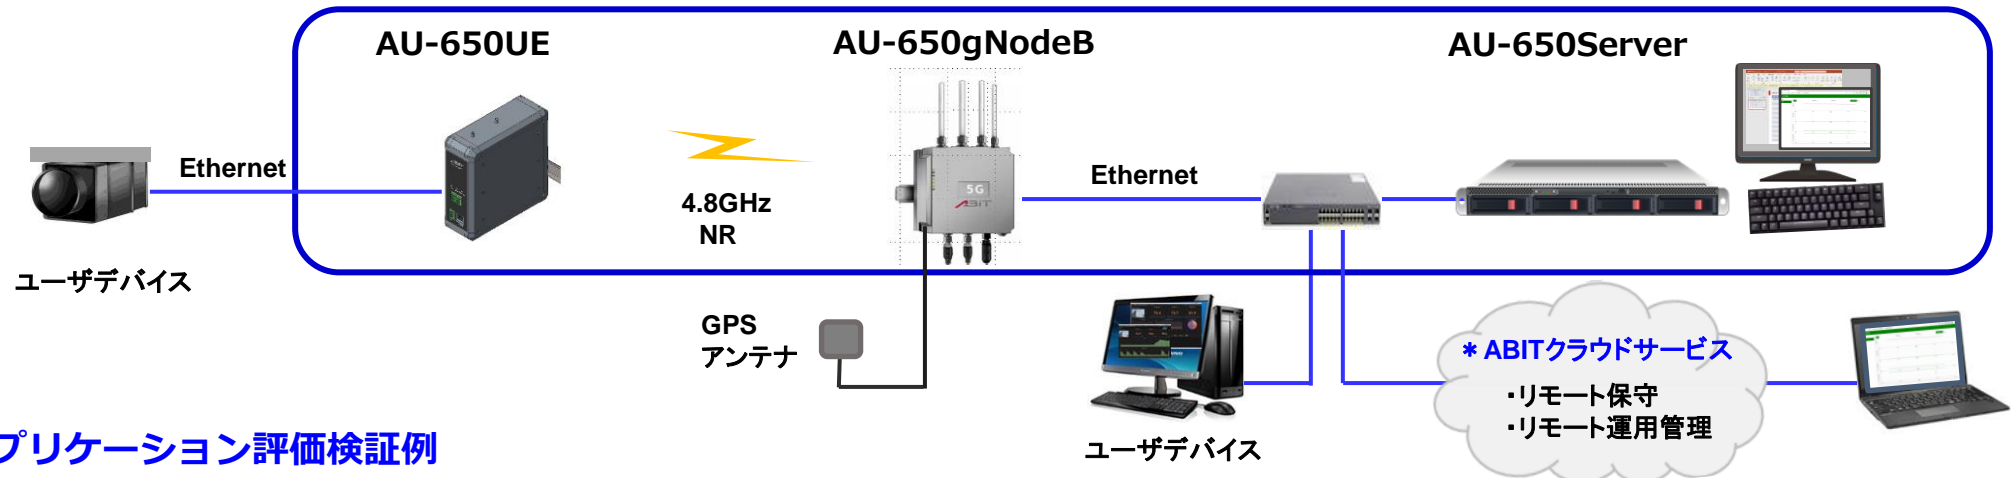 AU-650UE
AU-650gNodeB
AU-650Server
Ethernet
4.8GHz
NR
5G
ABIT
Ethernet
ユーザデバイス
GPS
アンテナ
ユーザデバイス
＊ABITクラウドサービス
・リモート保守
・リモート運用管理
プリケーション評価検証例